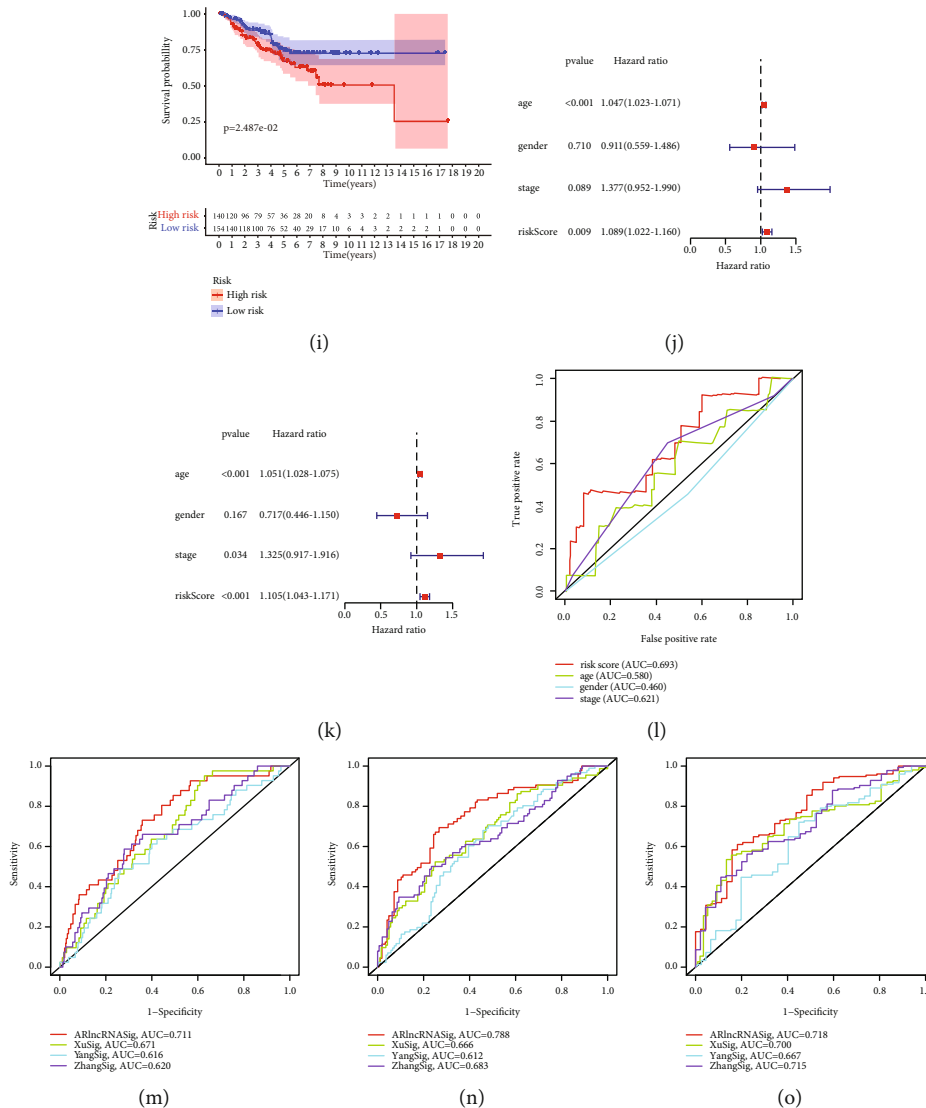 1.00
0.75
0.50
0.25
0.00
Survival probabillity
p=2.487e-02
0 1 2 3 4 5 6 7 8 9 10 11 12 13 14 15 16 17 18 19 20
Time(years)
Risk
High risk 140 120 96 79 57 36 28 20 8 4 3 3 2 2 1 1 1 1 0 0 0
Low risk 154 140 118 100 76 52 40 29 17 10 6 4 3 2 2 2 2 1 0 0 0
0 1 2 3 4 5 6 7 8 9 10 11 12 13 14 15 16 17 18 19 20
Time(years)
Risk
High risk
Low risk
(i)
pvalue Hazard ratio
age <0.001 1.047(1.023-1.071)
gender 0.710 0.911(0.559-1.486)
stage 0.089 1.377(0.952-1.990)
riskScore 0.009 1.089(1.022-1.160)
0.0 0.5 1.0 1.5
Hazard ratio
(j)
pvalue Hazard ratio
age <0.001 1.051(1.028-1.075)
gender 0.167 0.717(0.446-1.150)
stage 0.034 1.325(0.917-1.916)
riskScore <0.001 1.105(1.043-1.171)
0.0 0.5 1.0 1.5
Hazard ratio
(k)
1.0
0.8
0.6
0.4
0.2
0.0
True positive rate
0.0 0.2 0.4 0.6 0.8 1.0
False positive rate
risk score (AUC=0.693)
age (AUC=0.580)
gender (AUC=0.460)
stage (AUC=0.621)
(l)
1.0
0.8
0.6
0.4
0.2
0.0
Sensitivity
0.0 0.2 0.4 0.6 0.8 1.0
1-Specificity
ARlncRNASig, AUC=0.711
XuSig, AUC=0.671
YangSig, AUC=0.616
ZhangSig, AUC=0.620
(m)
1.0
0.8
0.6
0.4
0.2
0.0
Sensitivity
0.0 0.2 0.4 0.6 0.8 1.0
1-Specificity
ARlncRNASig, AUC=0.788
XuSig, AUC=0.666
YangSig, AUC=0.612
ZhangSig, AUC=0.683
(n)
1.0
0.8
0.6
0.4
0.2
0.0
Sensitivity
0.0 0.2 0.4 0.6 0.8 1.0
1-Specificity
ARlncRNASig, AUC=0.718
XuSig, AUC=0.700
YangSig, AUC=0.667
ZhangSig, AUC=0.715
(o)